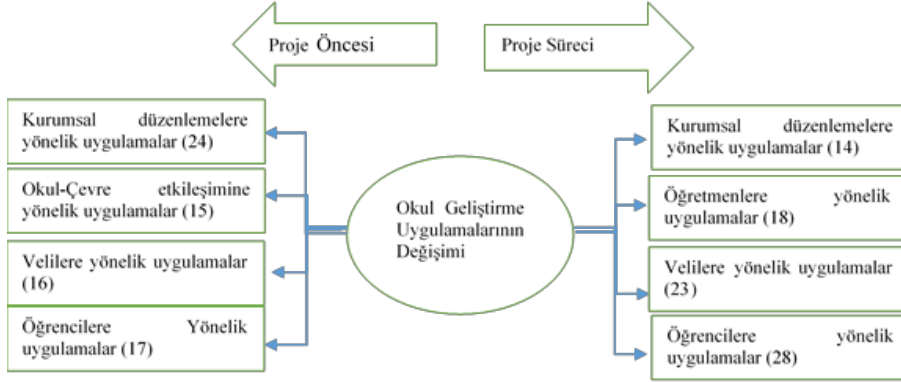 Proje Öncesi
Proje Süreci
Kurumsal düzenlemelere
yönelik uygulamalar (24)
Okul-Çevre etkileşimine
yönelik uygulamalar (15)
Velilere yönelik uygulamalar
(16)
Öğrencilere Yönelik
uygulamalar (17)
Okul Geliştirme
Uygulamalarının
Değişimi
Kurumsal düzenlemelere
yönelik uygulamalar (14)
Öğretmenlere yönelik
uygulamalar (18)
Velilere yönelik uygulamalar
(23)
Öğrencilere yönelik
uygulamalar (28)